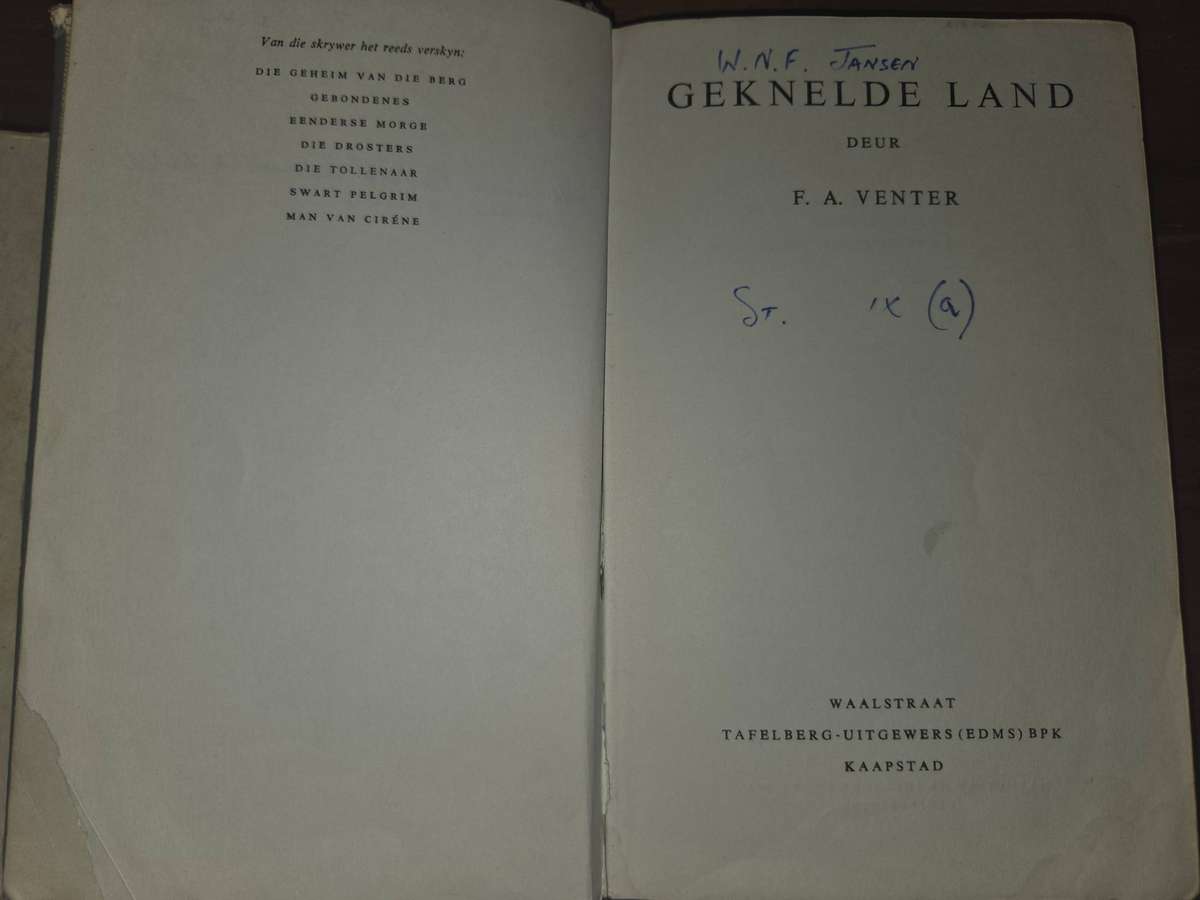 Van die skrywer het reeds verskyn:
DIE GEHEIM VAN DIE BERG
GEBONDENES
EENDERSE MORGE
DIE DROSTERS
DIE TOLLENAAR
SWART PELGRIM
MAN VAN CIRÉNE
W.N.F. JANSEN
GEKNELDE LAND
DEUR
F. A. VENTER
ST. IX (a)
WAALSTRAAT
TAFELBERG-UITGEWERS (EDMS) BPK
KAAPSTAD